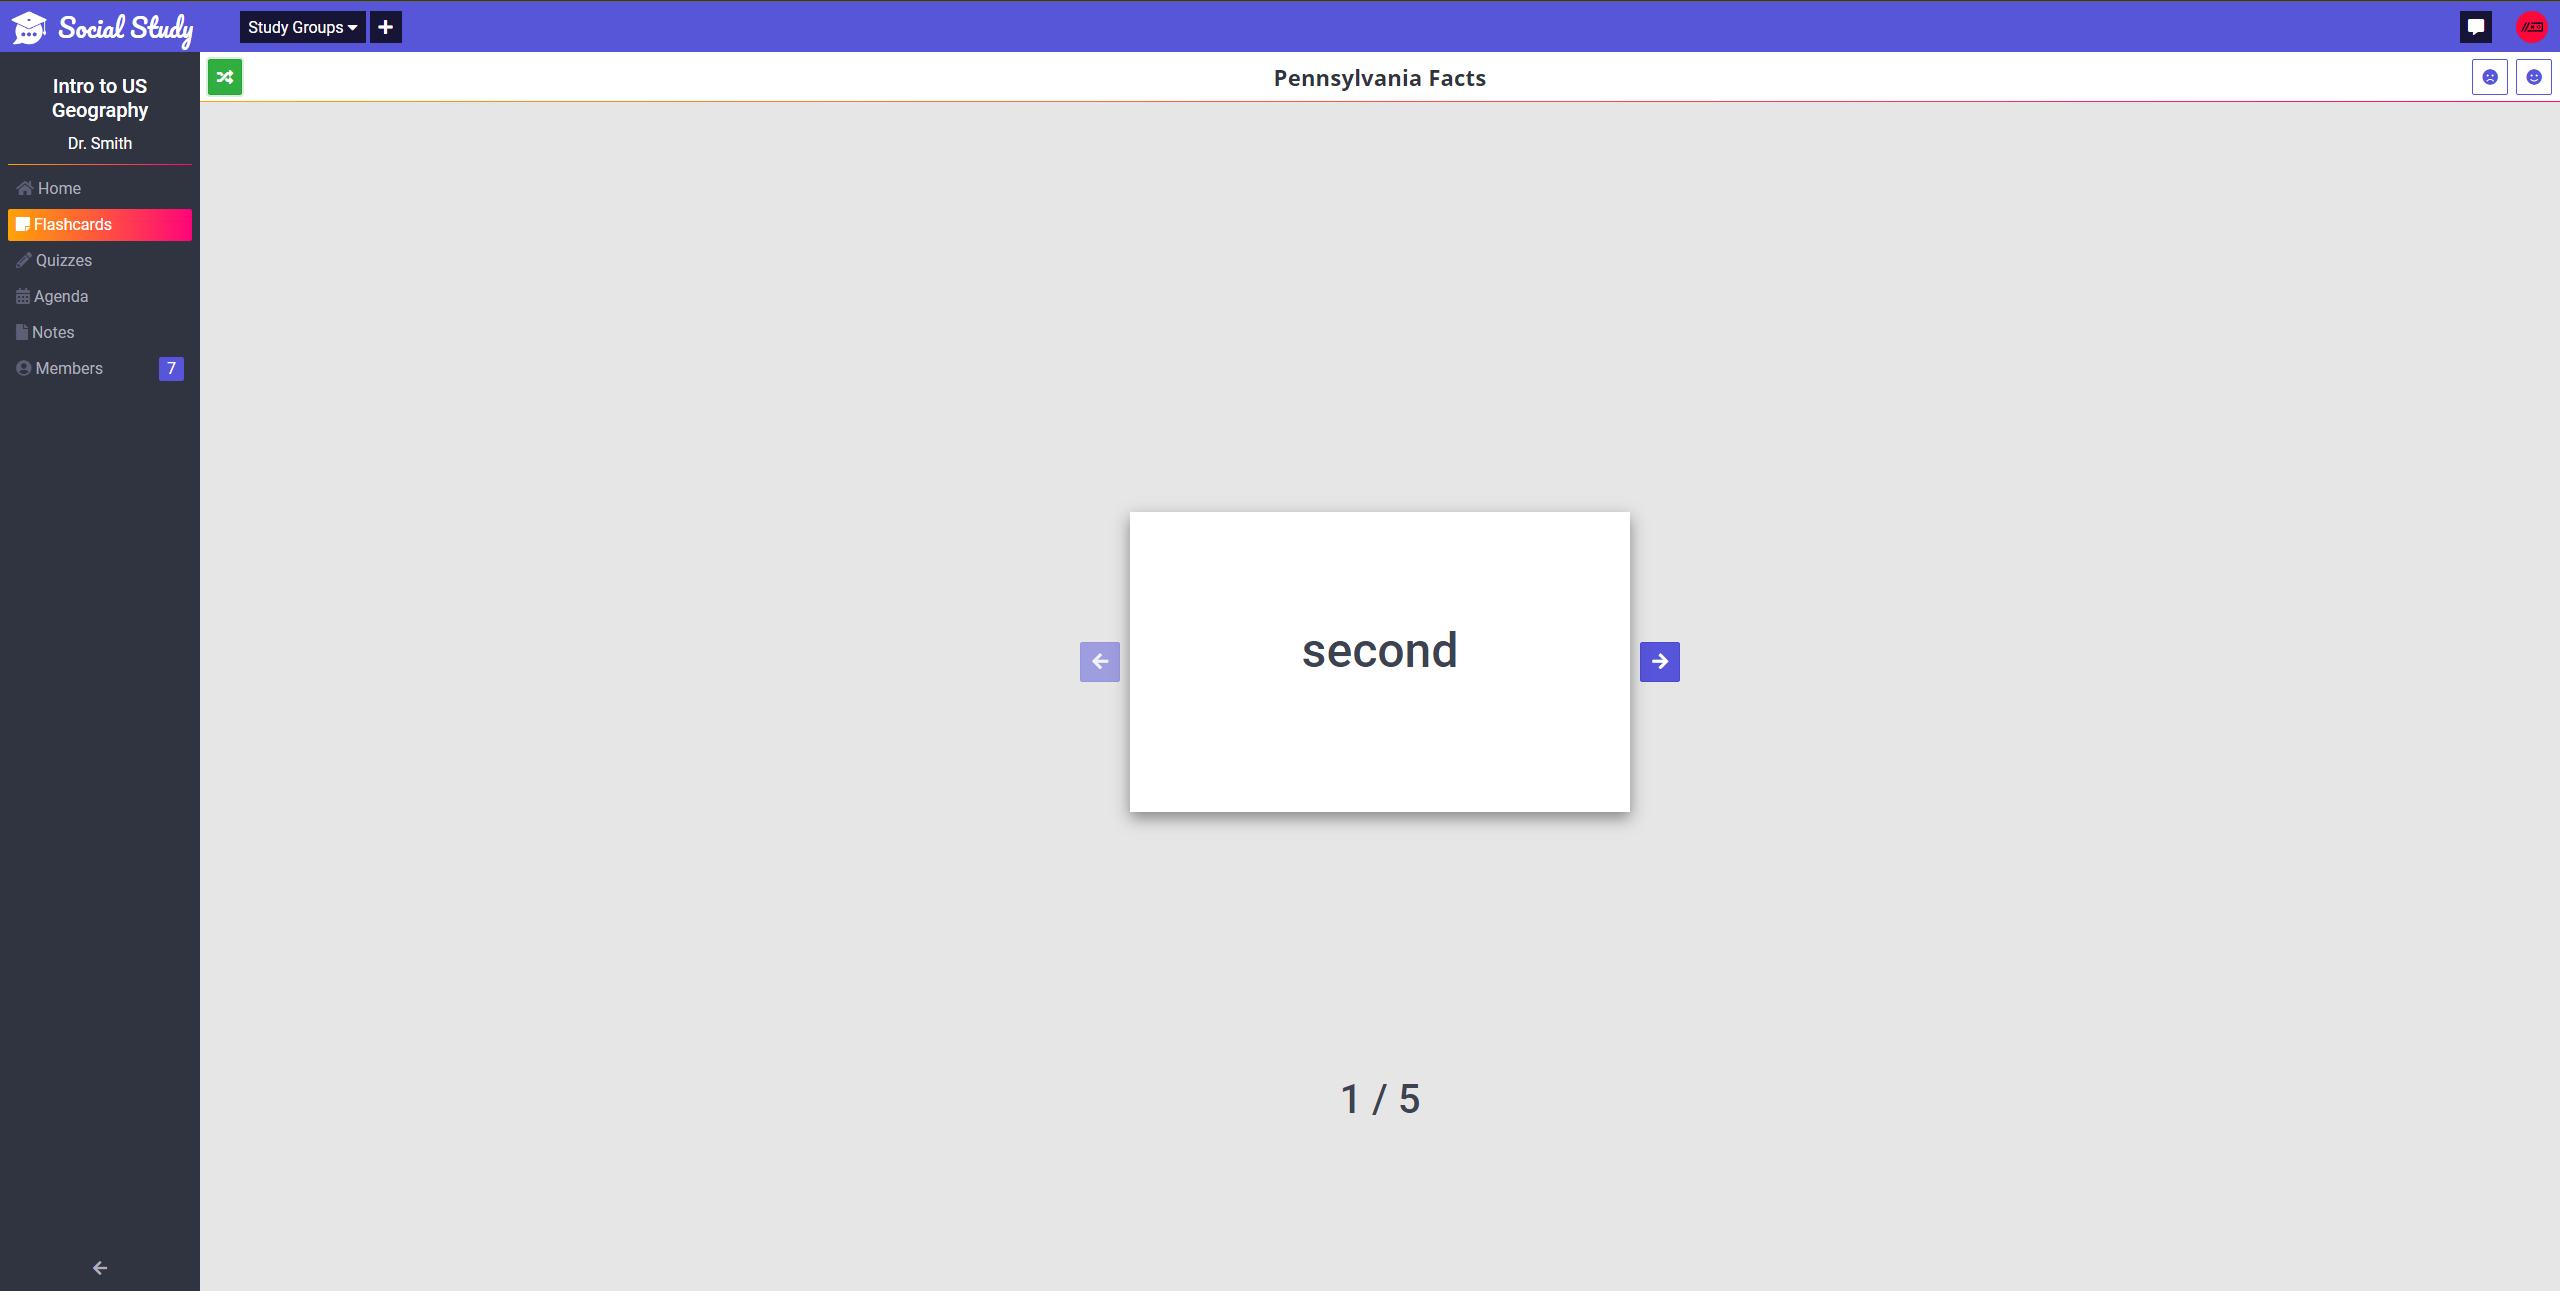 Social Study
Study Groups
Intro to US
Geography
Dr. Smith
Home
Flashcards
Quizzes
Agenda
Notes
Members 7
Pennsylvania Facts
second
1 / 5